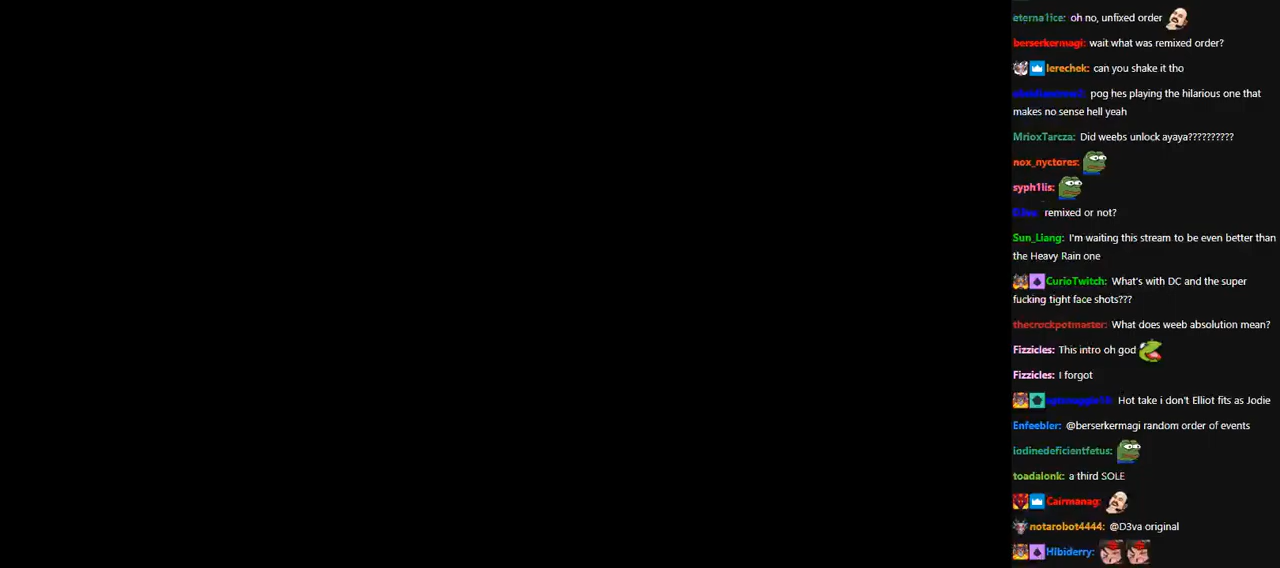 eterna1ice: oh no, unfixed order
berserkermagi: wait what was remixed order?
lerechek: can you shake it tho
pog hes playing the hilarious one that
makes no sense hell yeah
MrioxTarcza: Did weebs unlock ayaya??????????
nox_nyctores:
syph1lis:
D3va: remixed or not?
Sun_Liang: I'm waiting this stream to be even better than
the Heavy Rain one
CurioTwitch: What's with DC and the super
fucking tight face shots???
thecrockpotmaster: What does weeb absolution mean?
Fizzicles: This intro oh god
Fizzicles: I forgot
Hot take i don't Elliot fits as Jodie
Enfeebler: @berserkermagi random order of events
iodinedeficientfetus:
toadalonk: a third SOLE
Cairmanag:
notarobot4444: @D3va original
Hibiderry: